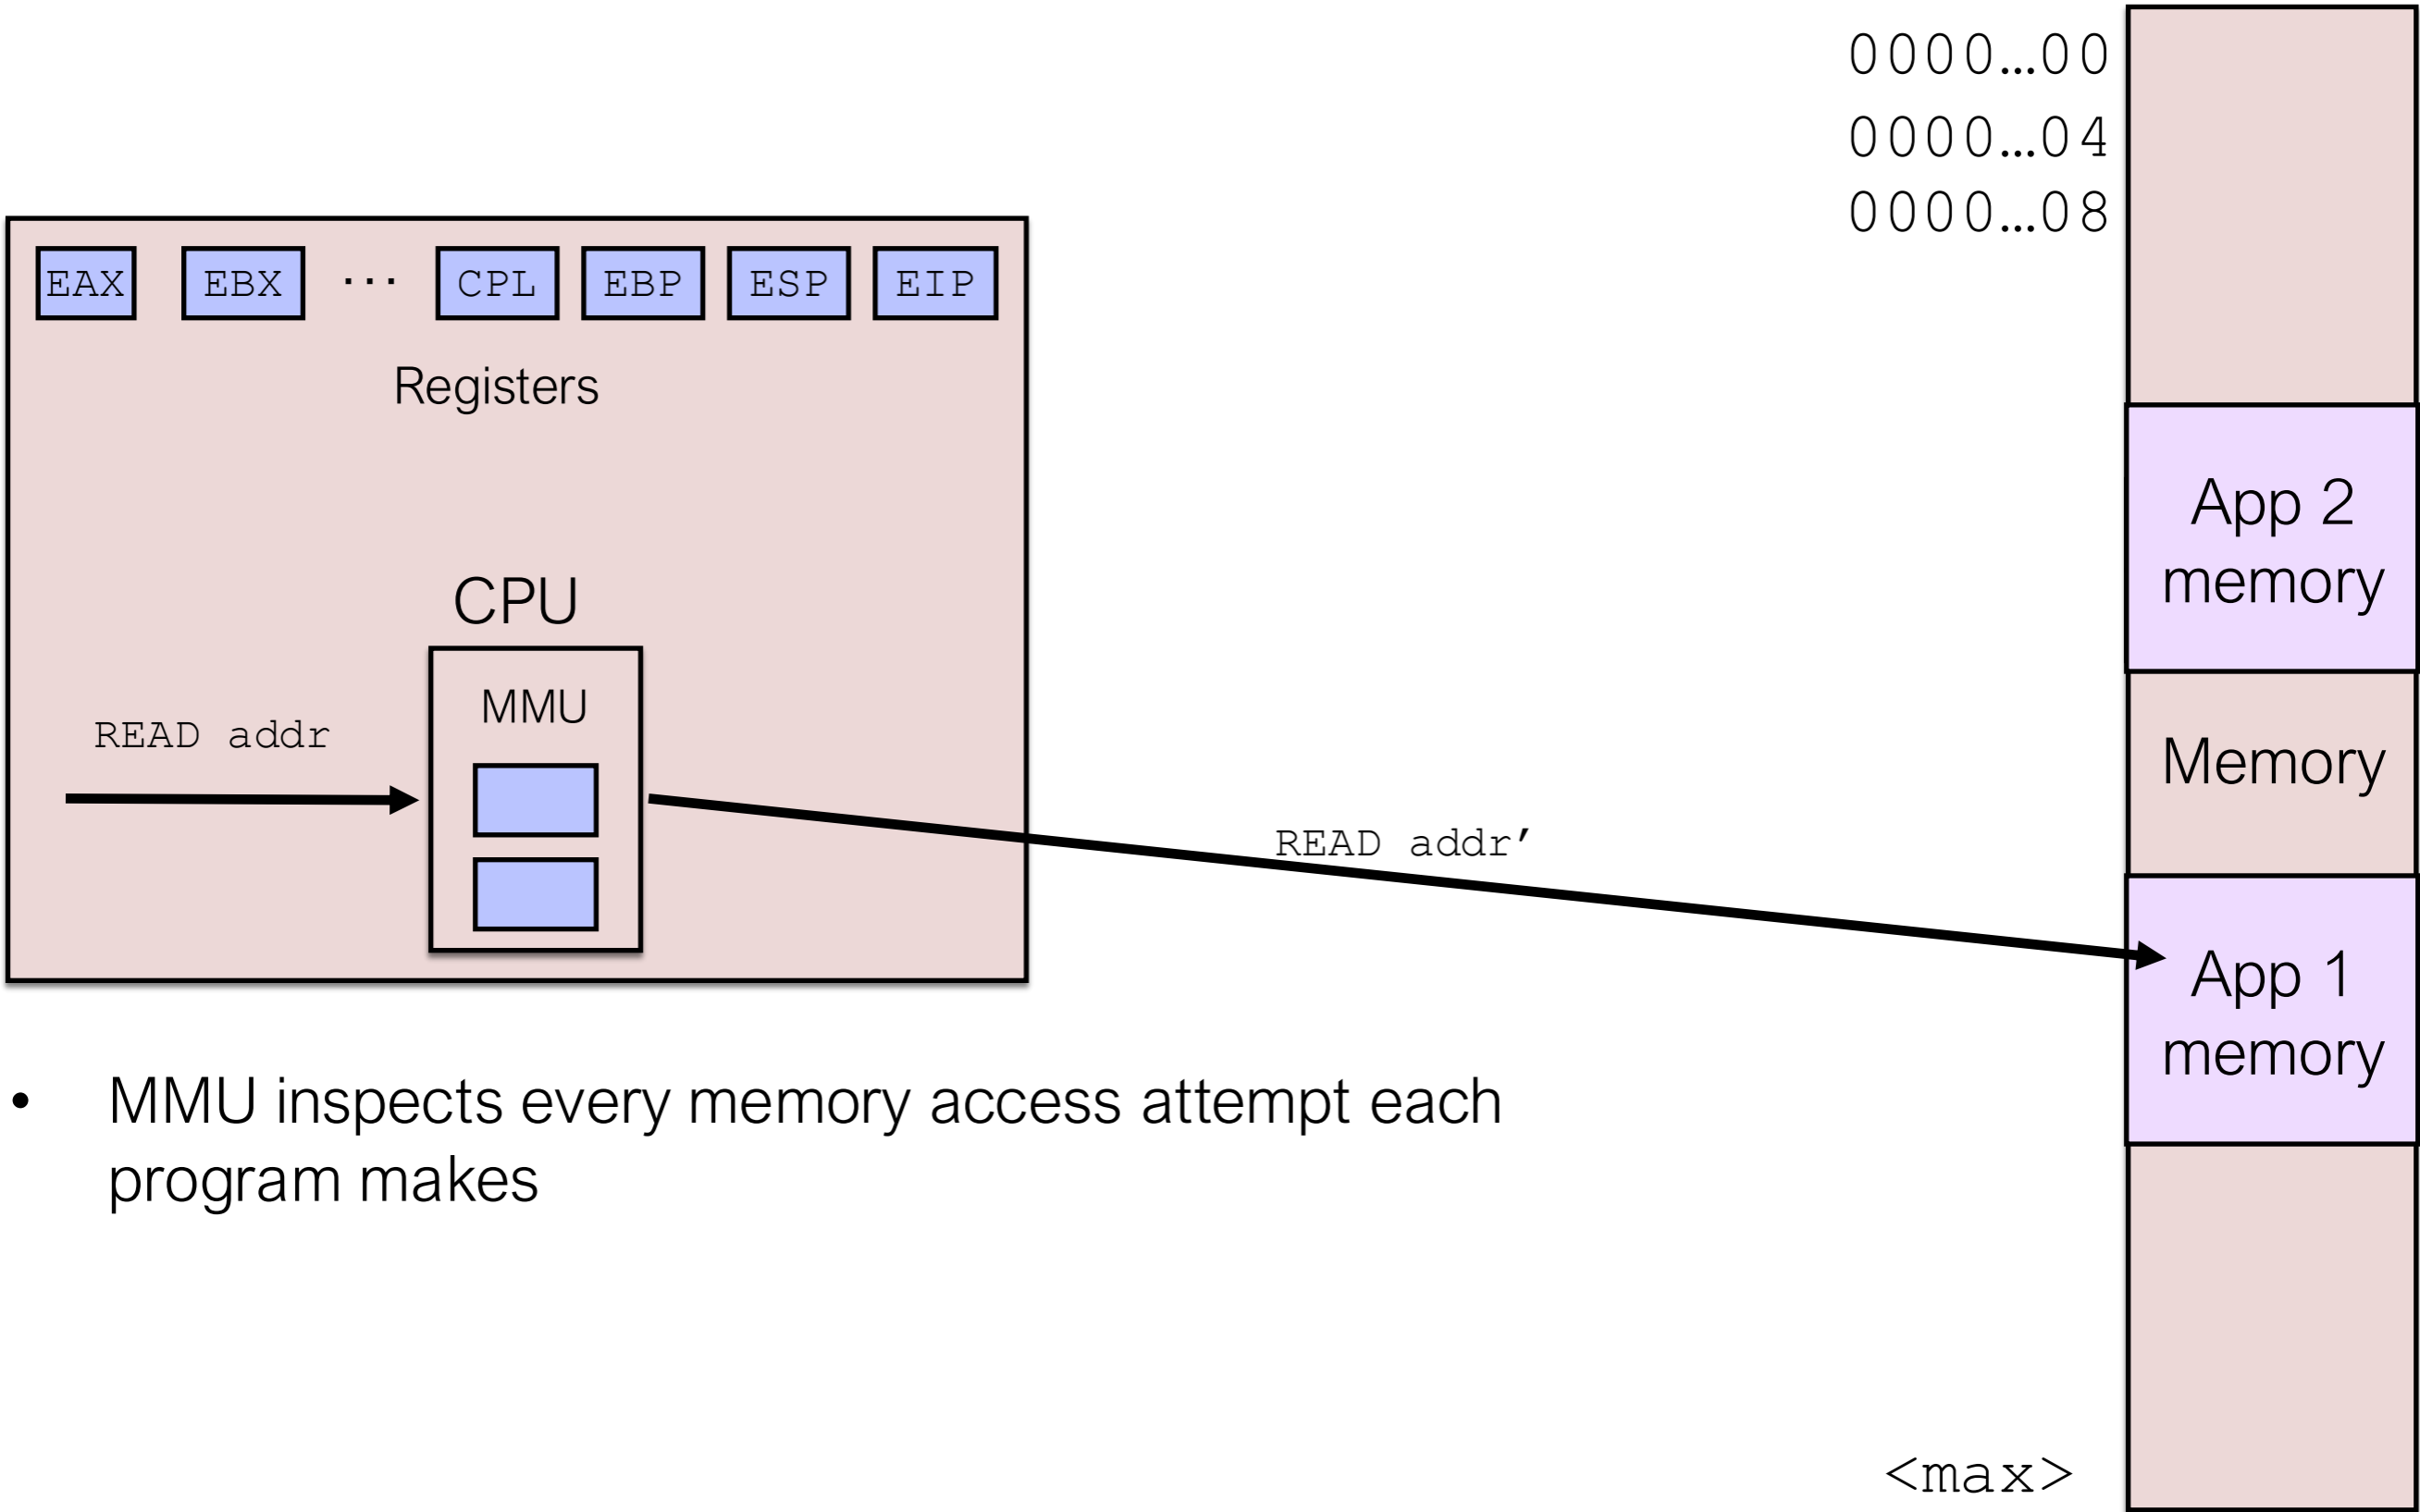 0000…00
0000…04
0000…08
EAX EBX … CPL EBP ESP EIP
Registers
CPU
MMU
READ addr
READ addr’
App 2
memory
Memory
App 1
memory
• MMU inspects every memory access attempt each
program makes
<max>